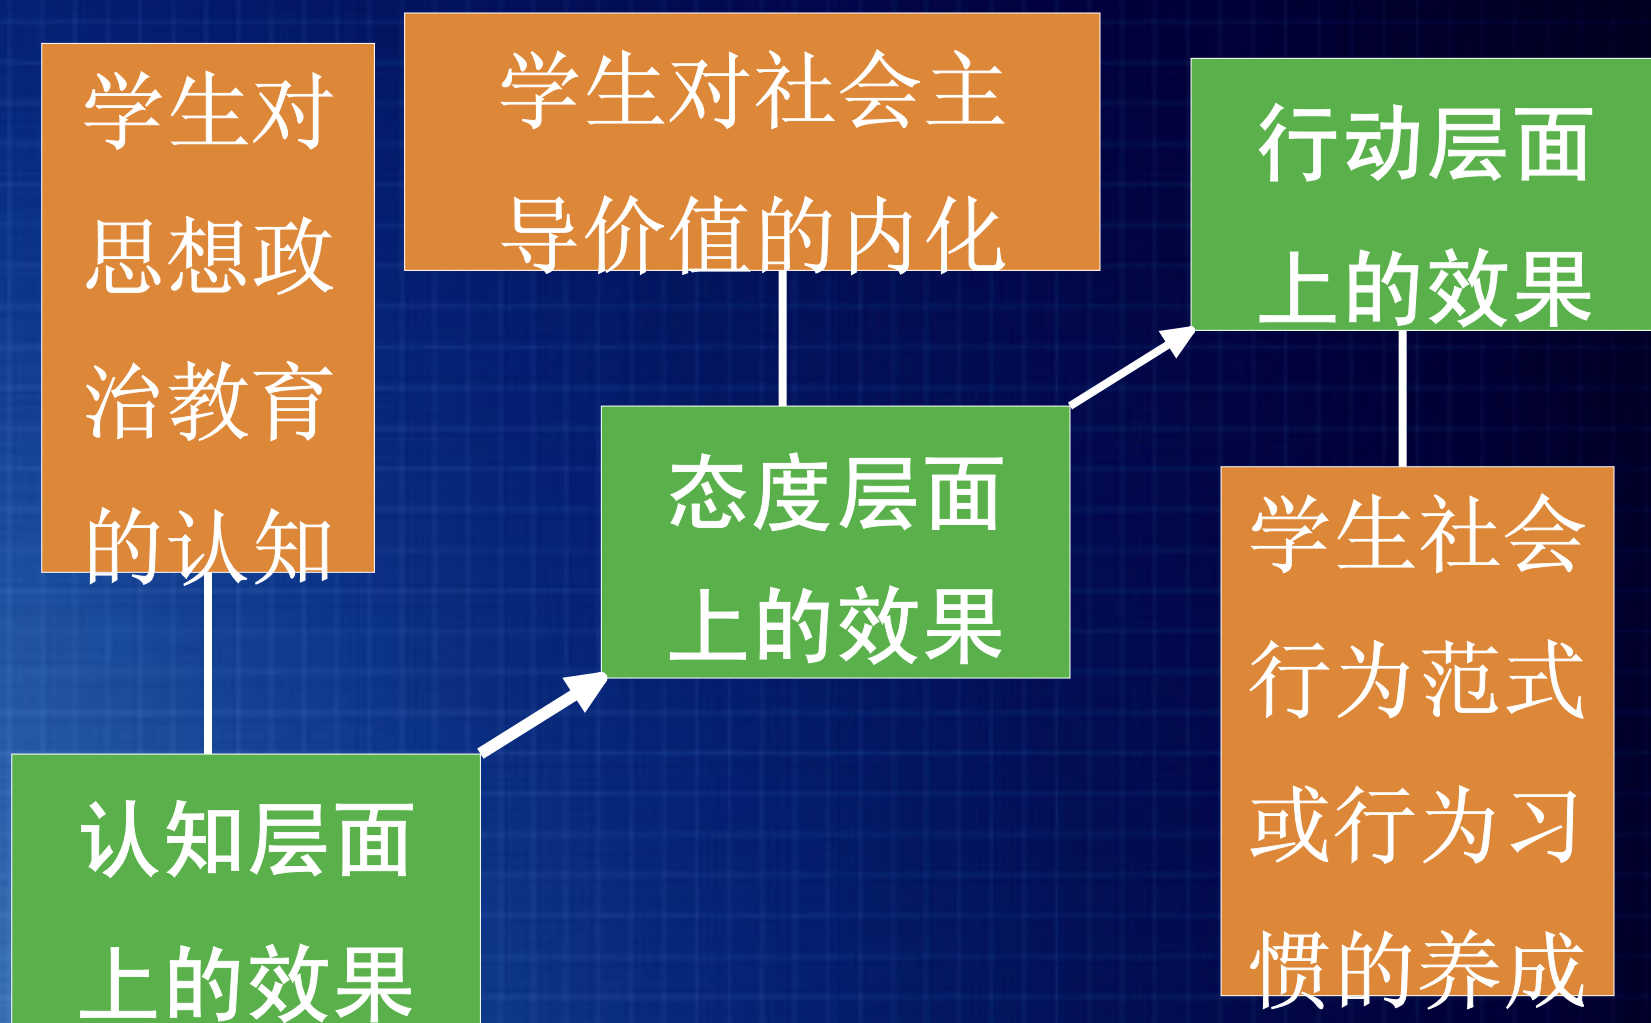 学生对
思想政
治教育
的认知
学生对社会主
导价值的内化
行动层面
上的效果
态度层面
上的效果
学生社会
行为范式
或行为习
惯的养成
认知层面
上的效果